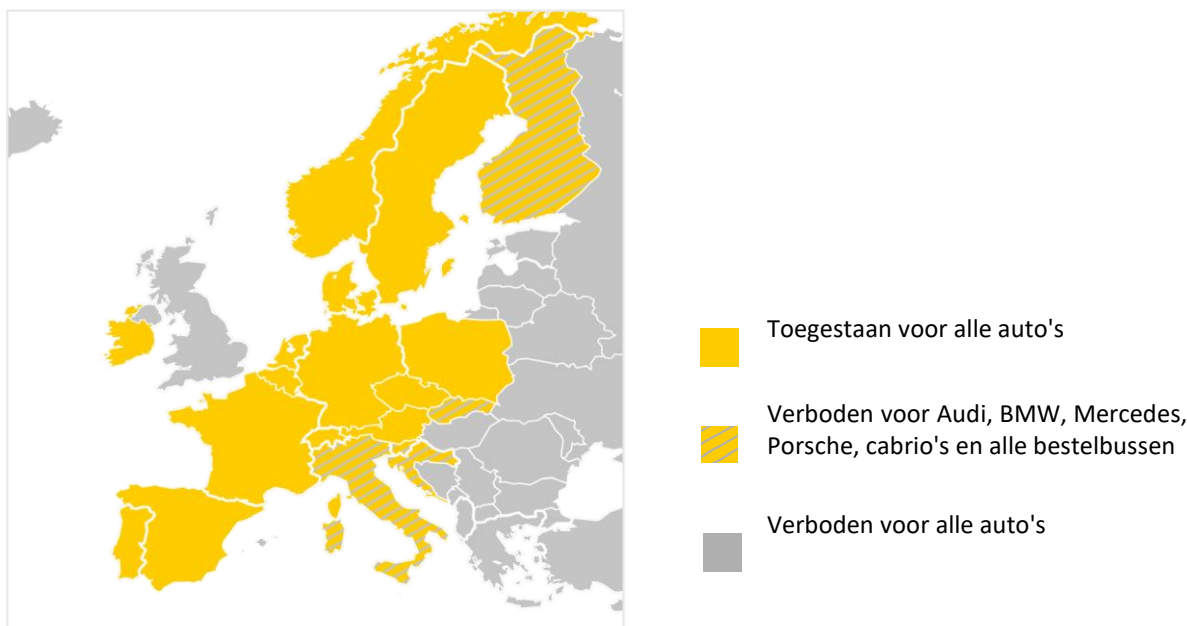 Toegestaan voor alle auto's
Verboden voor Audi, BMW, Mercedes,
Porsche, cabrio's en alle bestelbussen
Verboden voor alle auto's